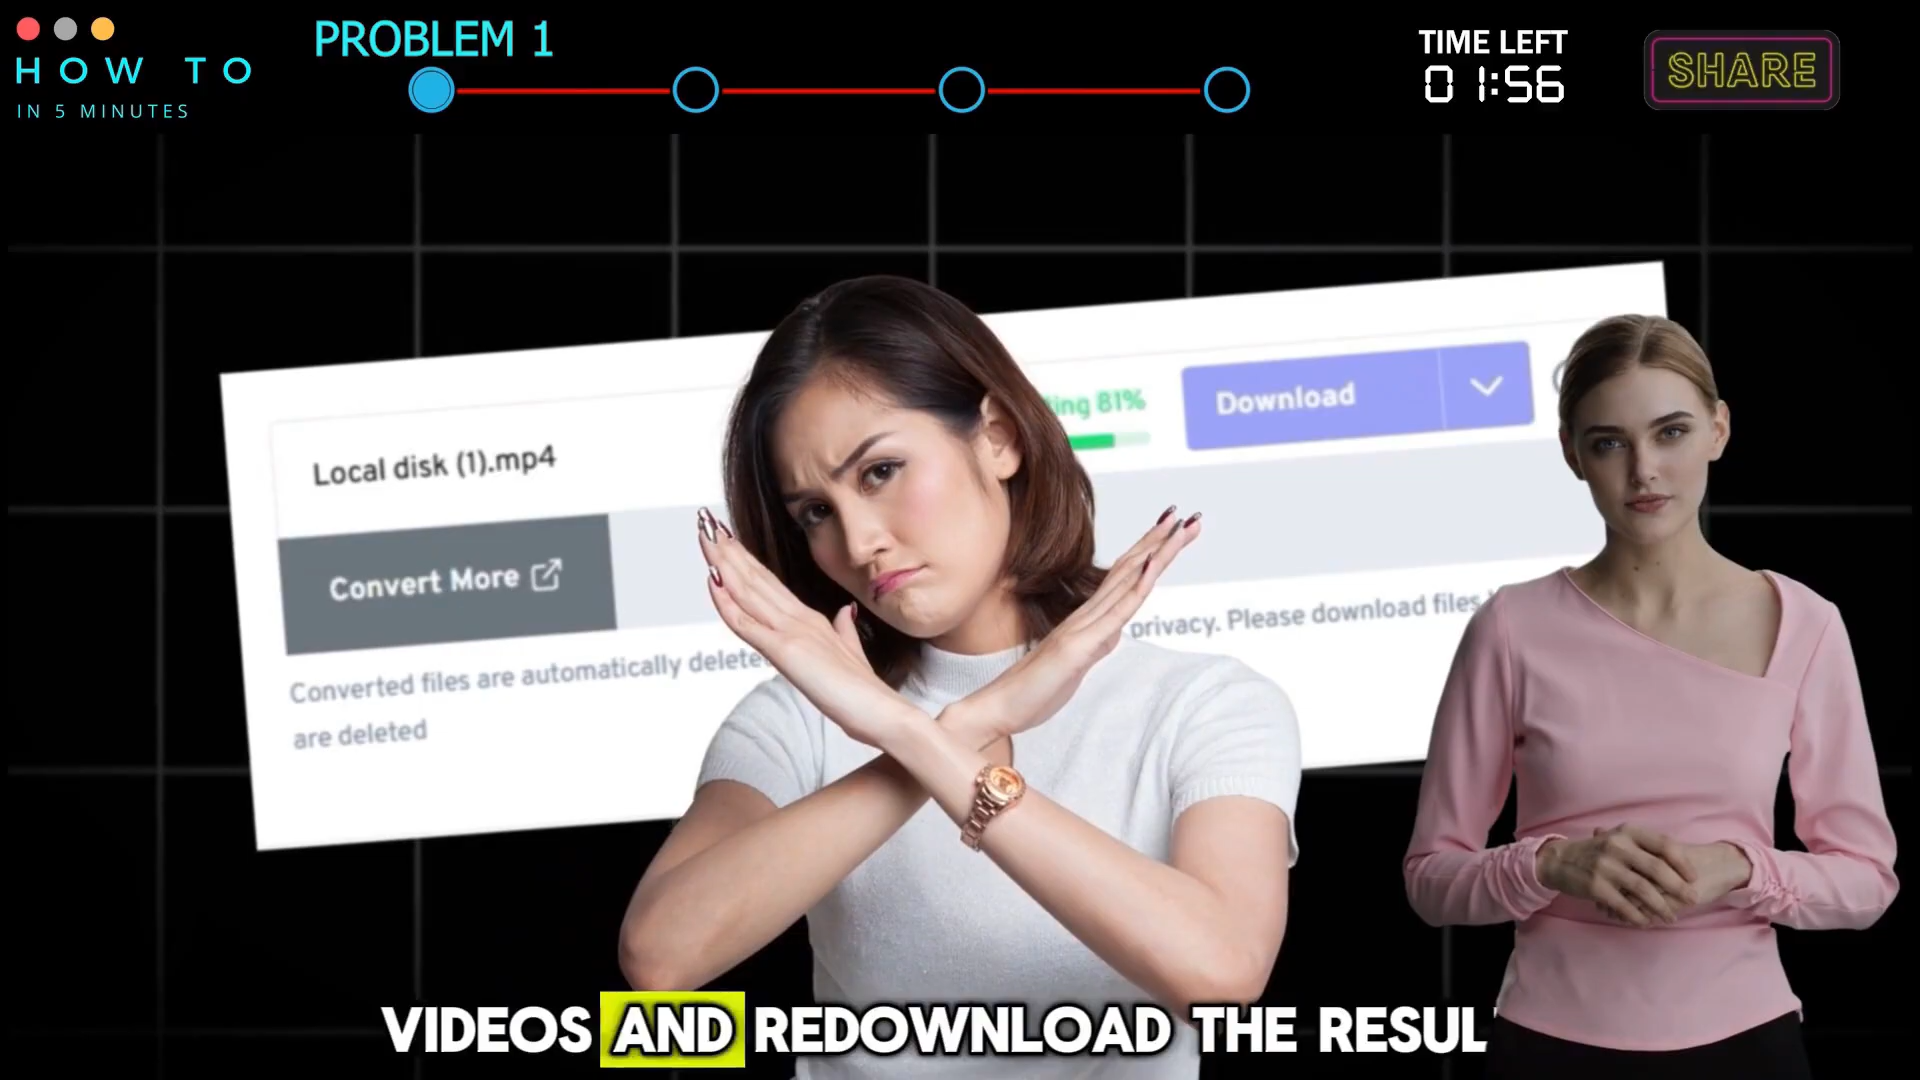 HOW TO
IN 5 MINUTES
PROBLEM 1
TIME LEFT
01:56
SHARE
Local disk (1).mp4
ting 81%
Download
Convert More
Converted files are automatically delete
privacy. Please download files
are deleted
VIDEOS AND REDOWNLOAD THE RESUL